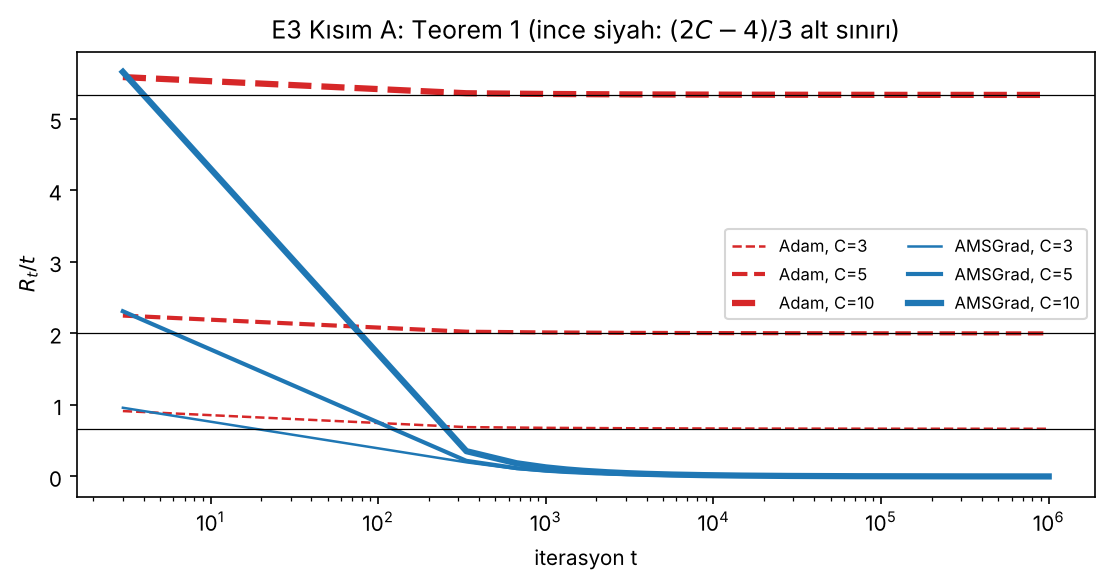 E3 Kısım A: Teorem 1 (ince siyah: (2C − 4)/3 alt sınırı)
R_t/t
5
4
3
2
1
0
Adam, C=3
Adam, C=5
Adam, C=10
AMSGrad, C=3
AMSGrad, C=5
AMSGrad, C=10
10^1
10^2
10^3
10^4
10^5
10^6
iterasyon t